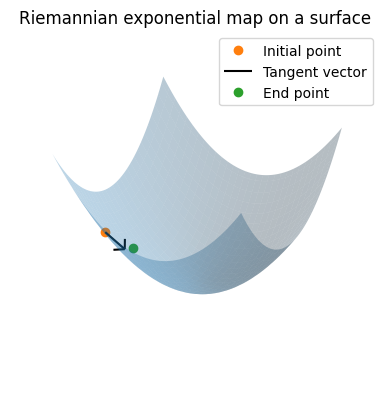 Riemannian exponential map on a surface
Initial point
Tangent vector
End point